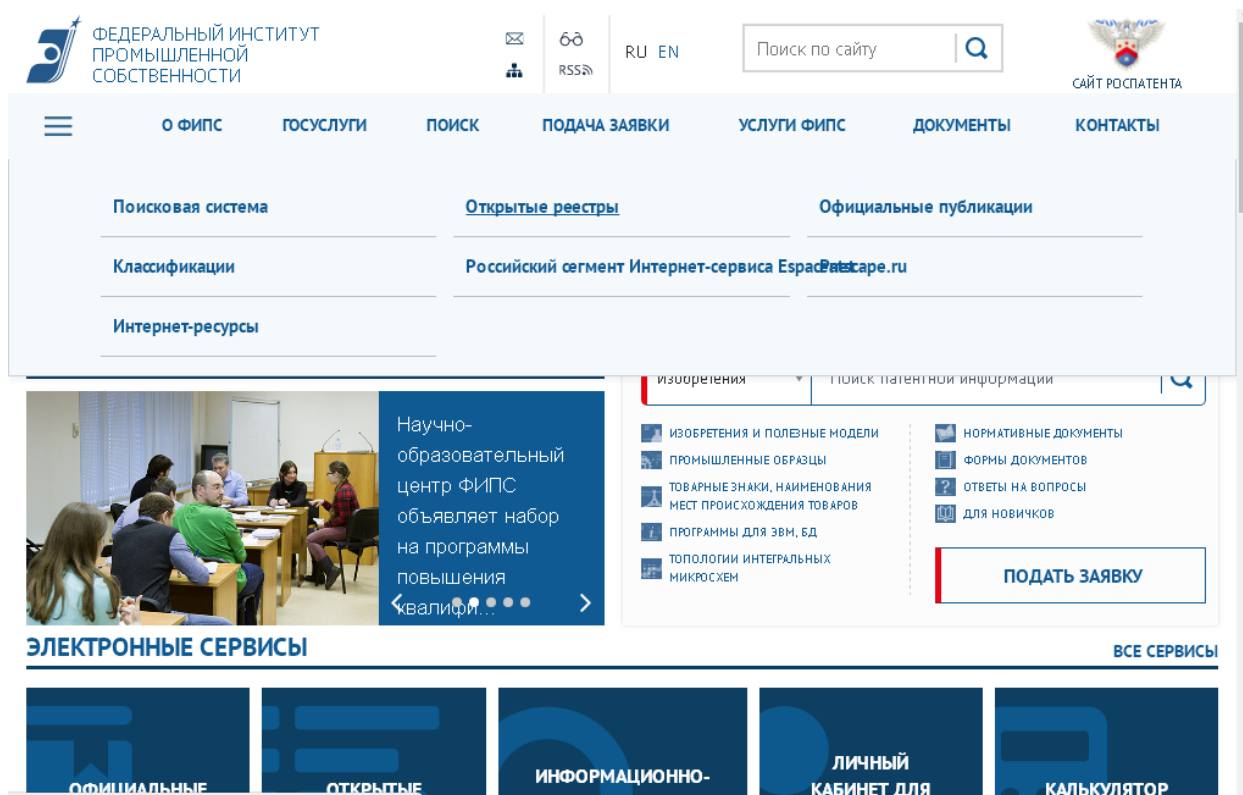 ФЕДЕРАЛЬНЫЙ ИНСТИТУТ
ПРОМЫШЛЕННОЙ
СОБСТВЕННОСТИ
RSS
RU EN
Поиск по сайту
САЙТ РОСПАТЕНТА
О ФИПС ГОСУСЛУГИ ПОИСК ПОДАЧА ЗАЯВКИ УСЛУГИ ФИПС ДОКУМЕНТЫ КОНТАКТЫ
Поисковая система Открытые реестры Официальные публикации
Классификации Российский сегмент Интернет-сервиса Espacenet Patscape.ru
Интернет-ресурсы
Изобретения Поиск патентной информации
Научно-
образовательный
центр ФИПС
объявляет набор
на программы
повышения
квалифи...
ИЗОБРЕТЕНИЯ И ПОЛЕЗНЫЕ МОДЕЛИ
ПРОМЫШЛЕННЫЕ ОБРАЗЦЫ
ТОВАРНЫЕ ЗНАКИ, НАИМЕНОВАНИЯ
МЕСТ ПРОИСХОЖДЕНИЯ ТОВАРОВ
ПРОГРАММЫ ДЛЯ ЭВМ, БД
ТОПОЛОГИИ ИНТЕГРАЛЬНЫХ
МИКРОСХЕМ
НОРМАТИВНЫЕ ДОКУМЕНТЫ
ФОРМЫ ДОКУМЕНТОВ
ОТВЕТЫ НА ВОПРОСЫ
ДЛЯ НОВИЧКОВ
ПОДАТЬ ЗАЯВКУ
ЭЛЕКТРОННЫЕ СЕРВИСЫ
ВСЕ СЕРВИСЫ
ОФИЦИАЛЬНЫЕ
ОТКРЫТЫЕ
ИНФОРМАЦИОННО-
ЛИЧНЫЙ
КАБИНЕТ ДЛЯ
КАЛЬКУЛЯТОР